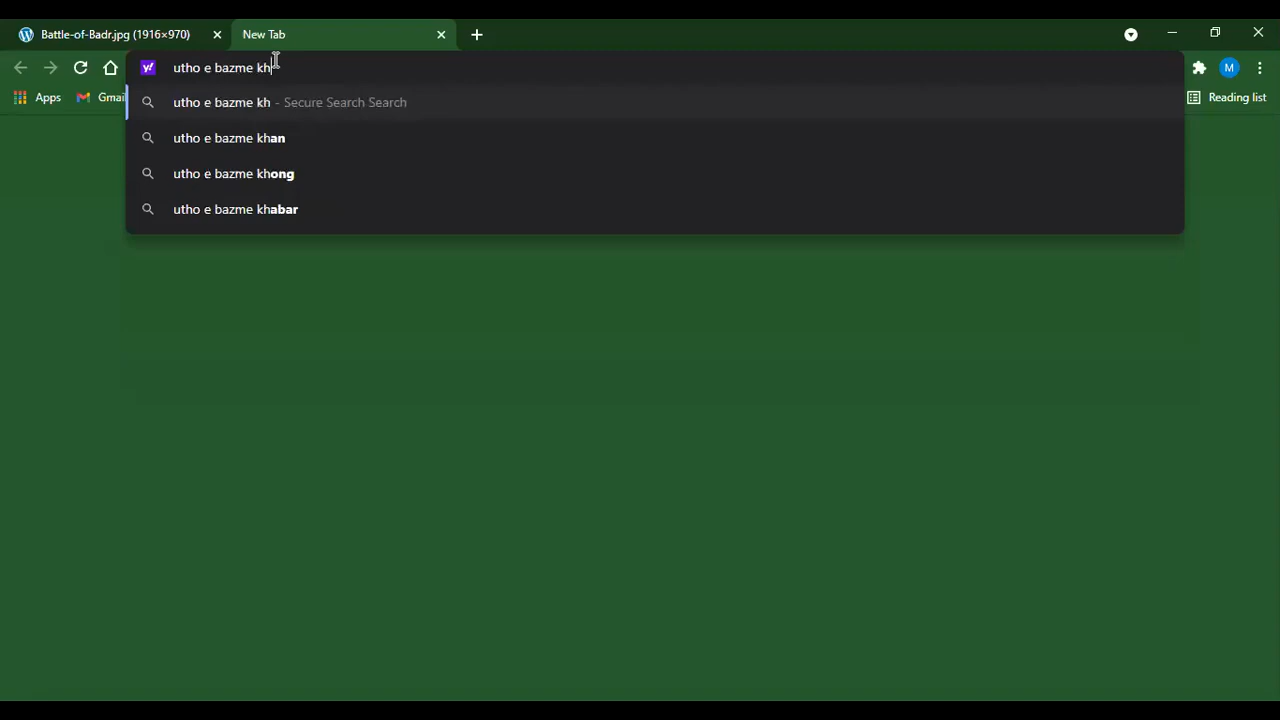 Battle-of-Badr.jpg (1916×970)
New Tab
y!
utho e bazme kh
M
Apps
Gmail
Reading list
utho e bazme kh - Secure Search Search
utho e bazme khan
utho e bazme khong
utho e bazme khabar